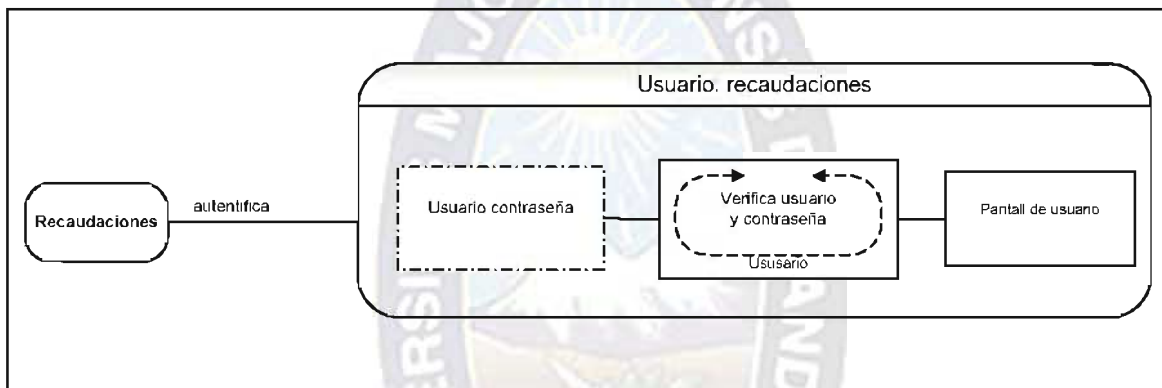 Usuario. recaudaciones
Recaudaciones
autentifica
Usuario contraseña
Verifica usuario
y contraseña
Ususario
Pantall de usuario